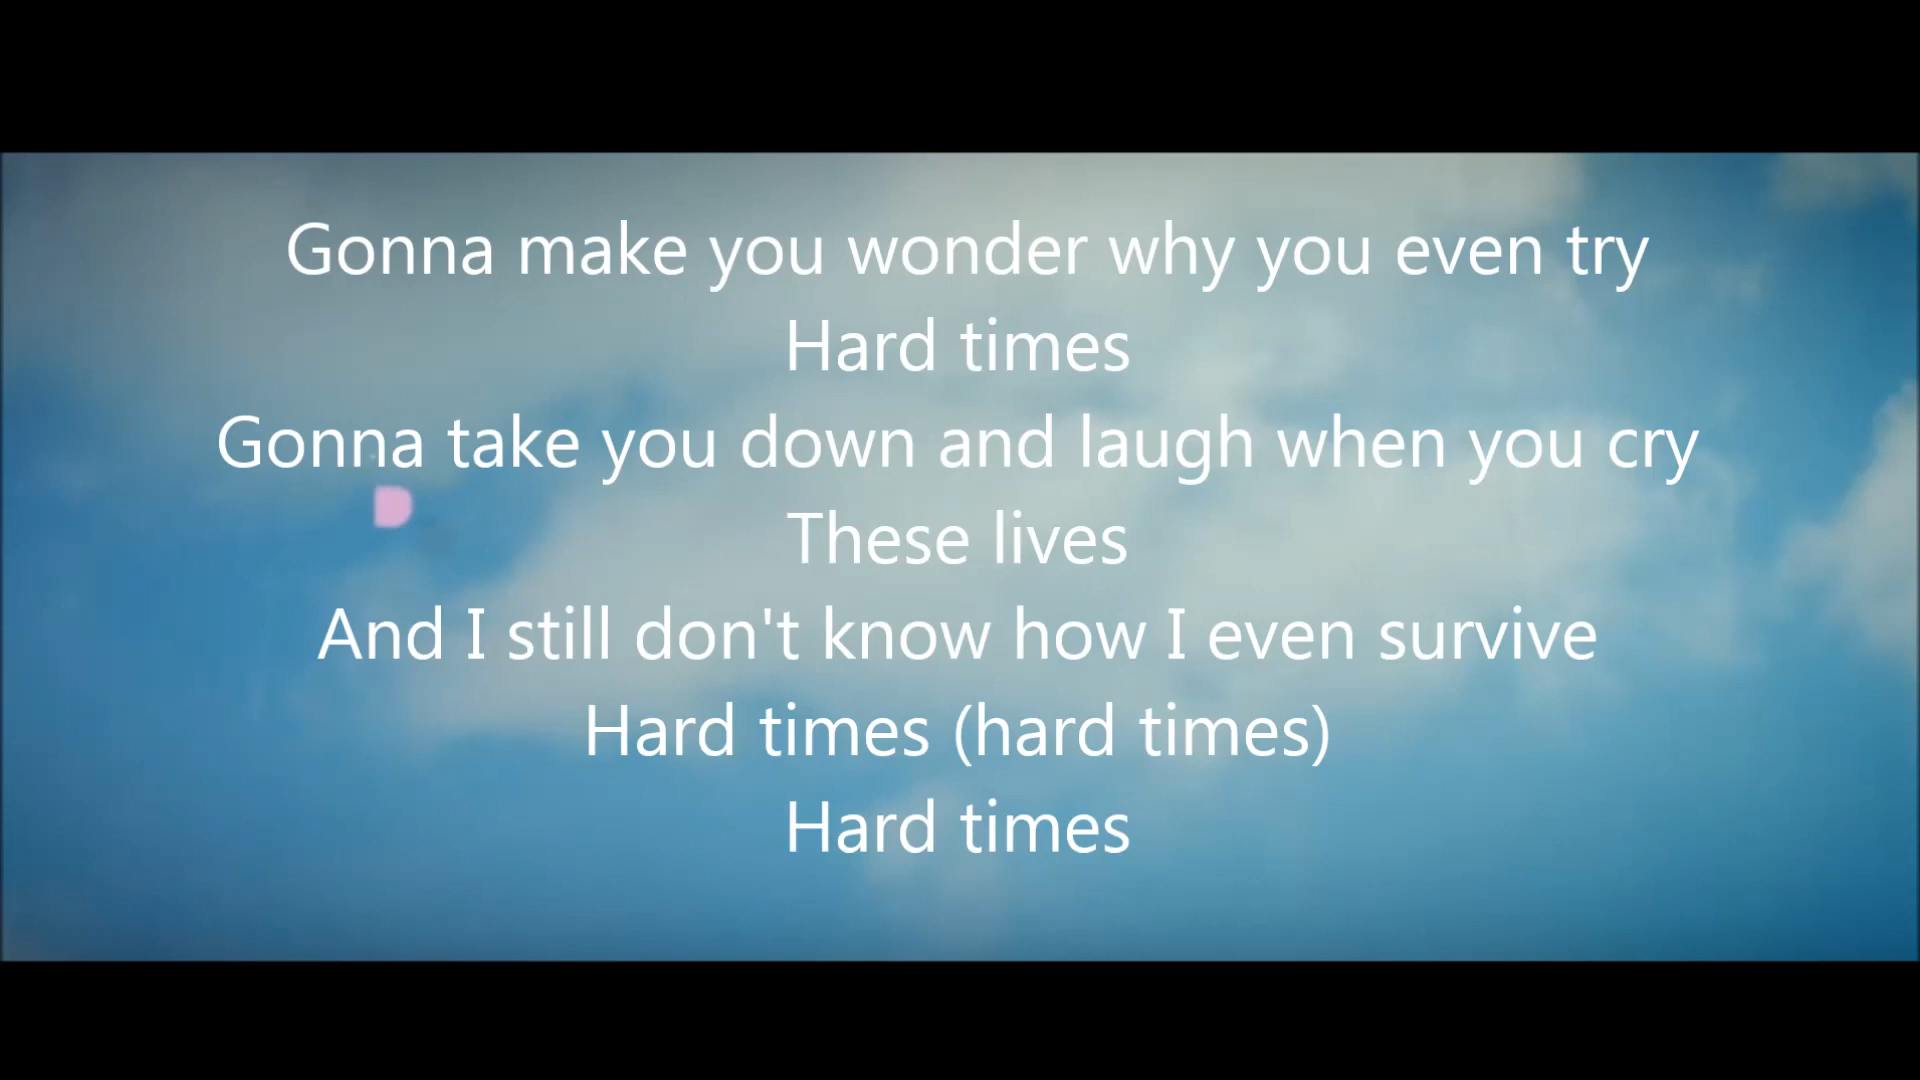 Gonna make you wonder why you even try
Hard times
Gonna take you down and laugh when you cry
These lives
And I still don't know how I even survive
Hard times (hard times)
Hard times